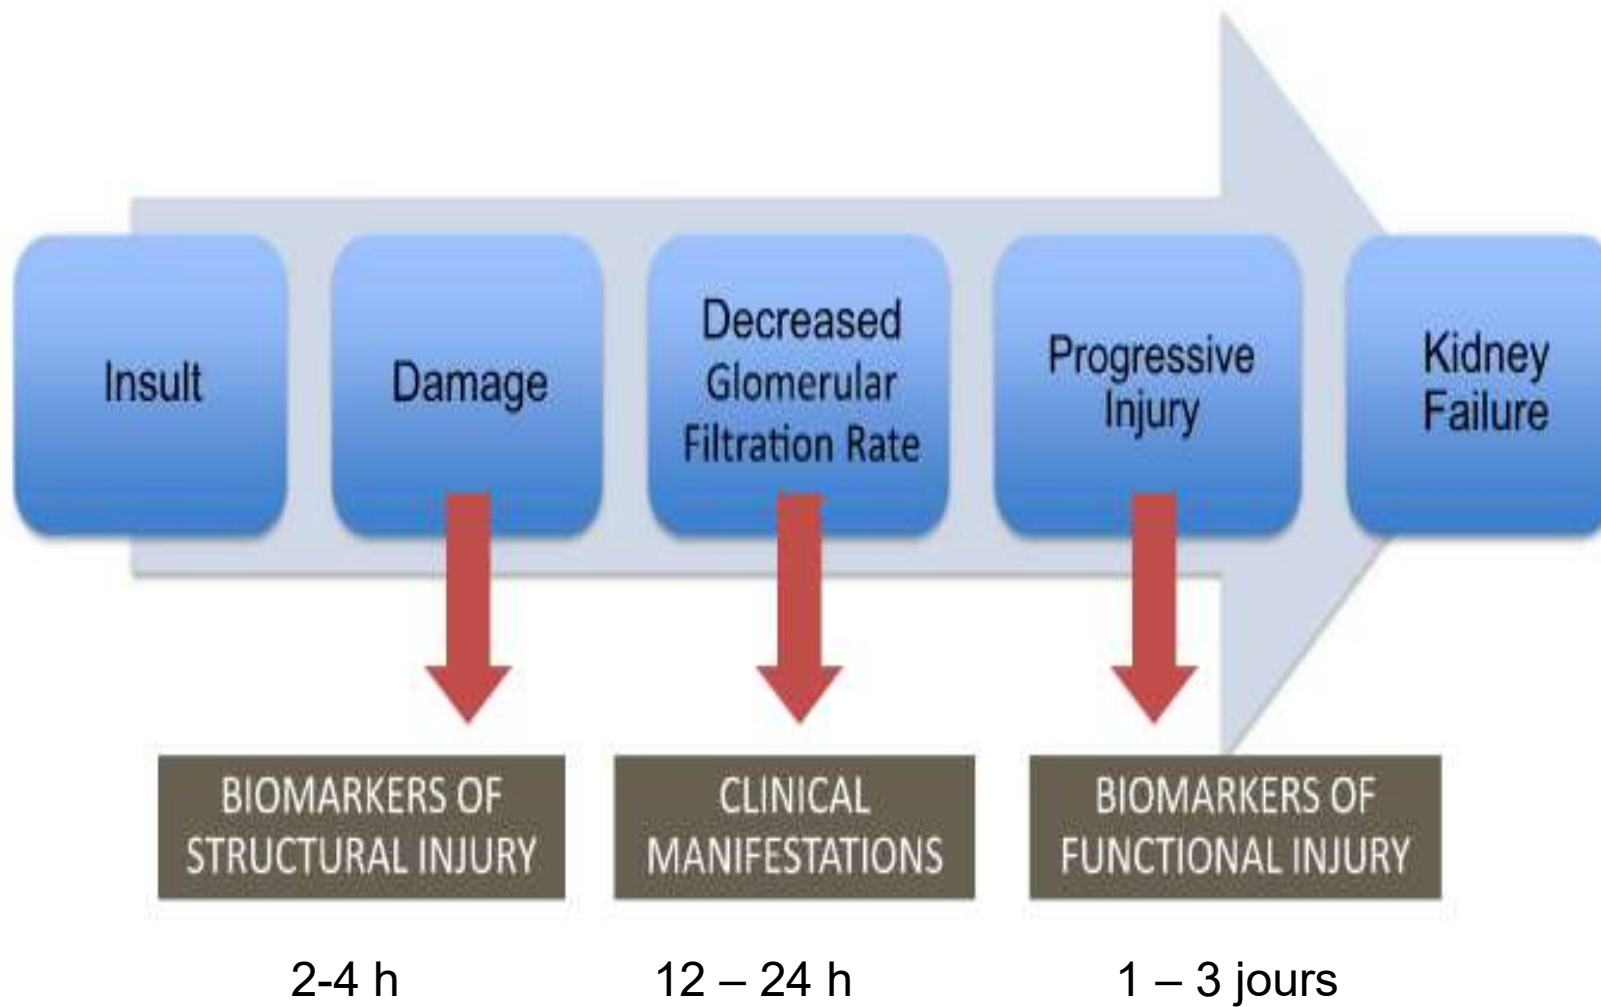 Insult
Damage
Decreased
Glomerular
Filtration Rate
Progressive
Injury
Kidney
Failure
BIOMARKERS OF
STRUCTURAL INJURY
CLINICAL
MANIFESTATIONS
BIOMARKERS OF
FUNCTIONAL INJURY
2-4 h
12 – 24 h
1 – 3 jours